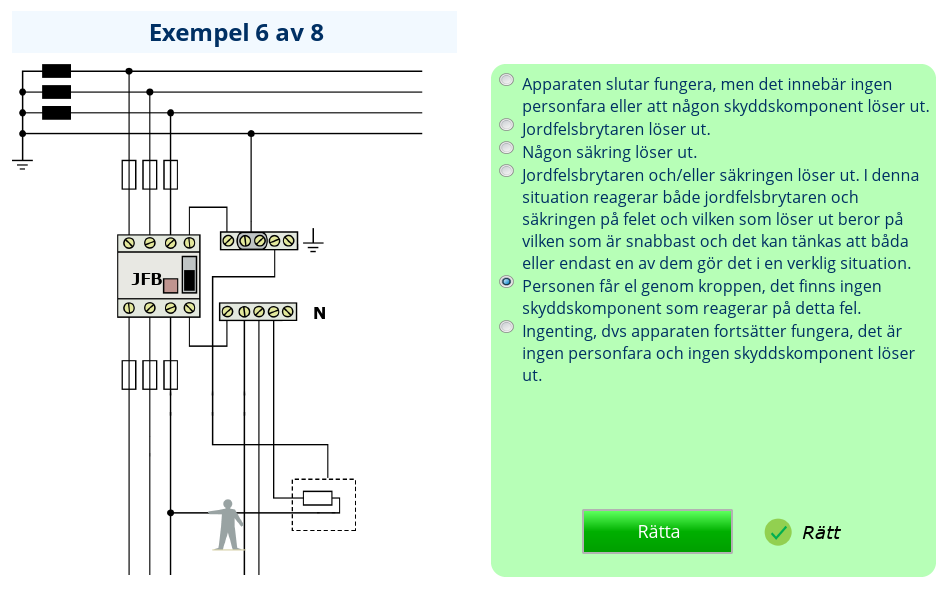 Exempel 6 av 8
JFB
N
Apparaten slutar fungera, men det innebär ingen
personfara eller att någon skyddskomponent löser ut.
Jordfelsbrytaren löser ut.
Någon säkring löser ut.
Jordfelsbrytaren och/eller säkringen löser ut. I denna
situation reagerar både jordfelsbrytaren och
säkringen på felet och vilken som löser ut beror på
vilken som är snabbast och det kan tänkas att båda
eller endast en av dem gör det i en verklig situation.
Personen får el genom kroppen, det finns ingen
skyddskomponent som reagerar på detta fel.
Ingenting, dvs apparaten fortsätter fungera, det är
ingen personfara och ingen skyddskomponent löser
ut.
Rätta
Rätt